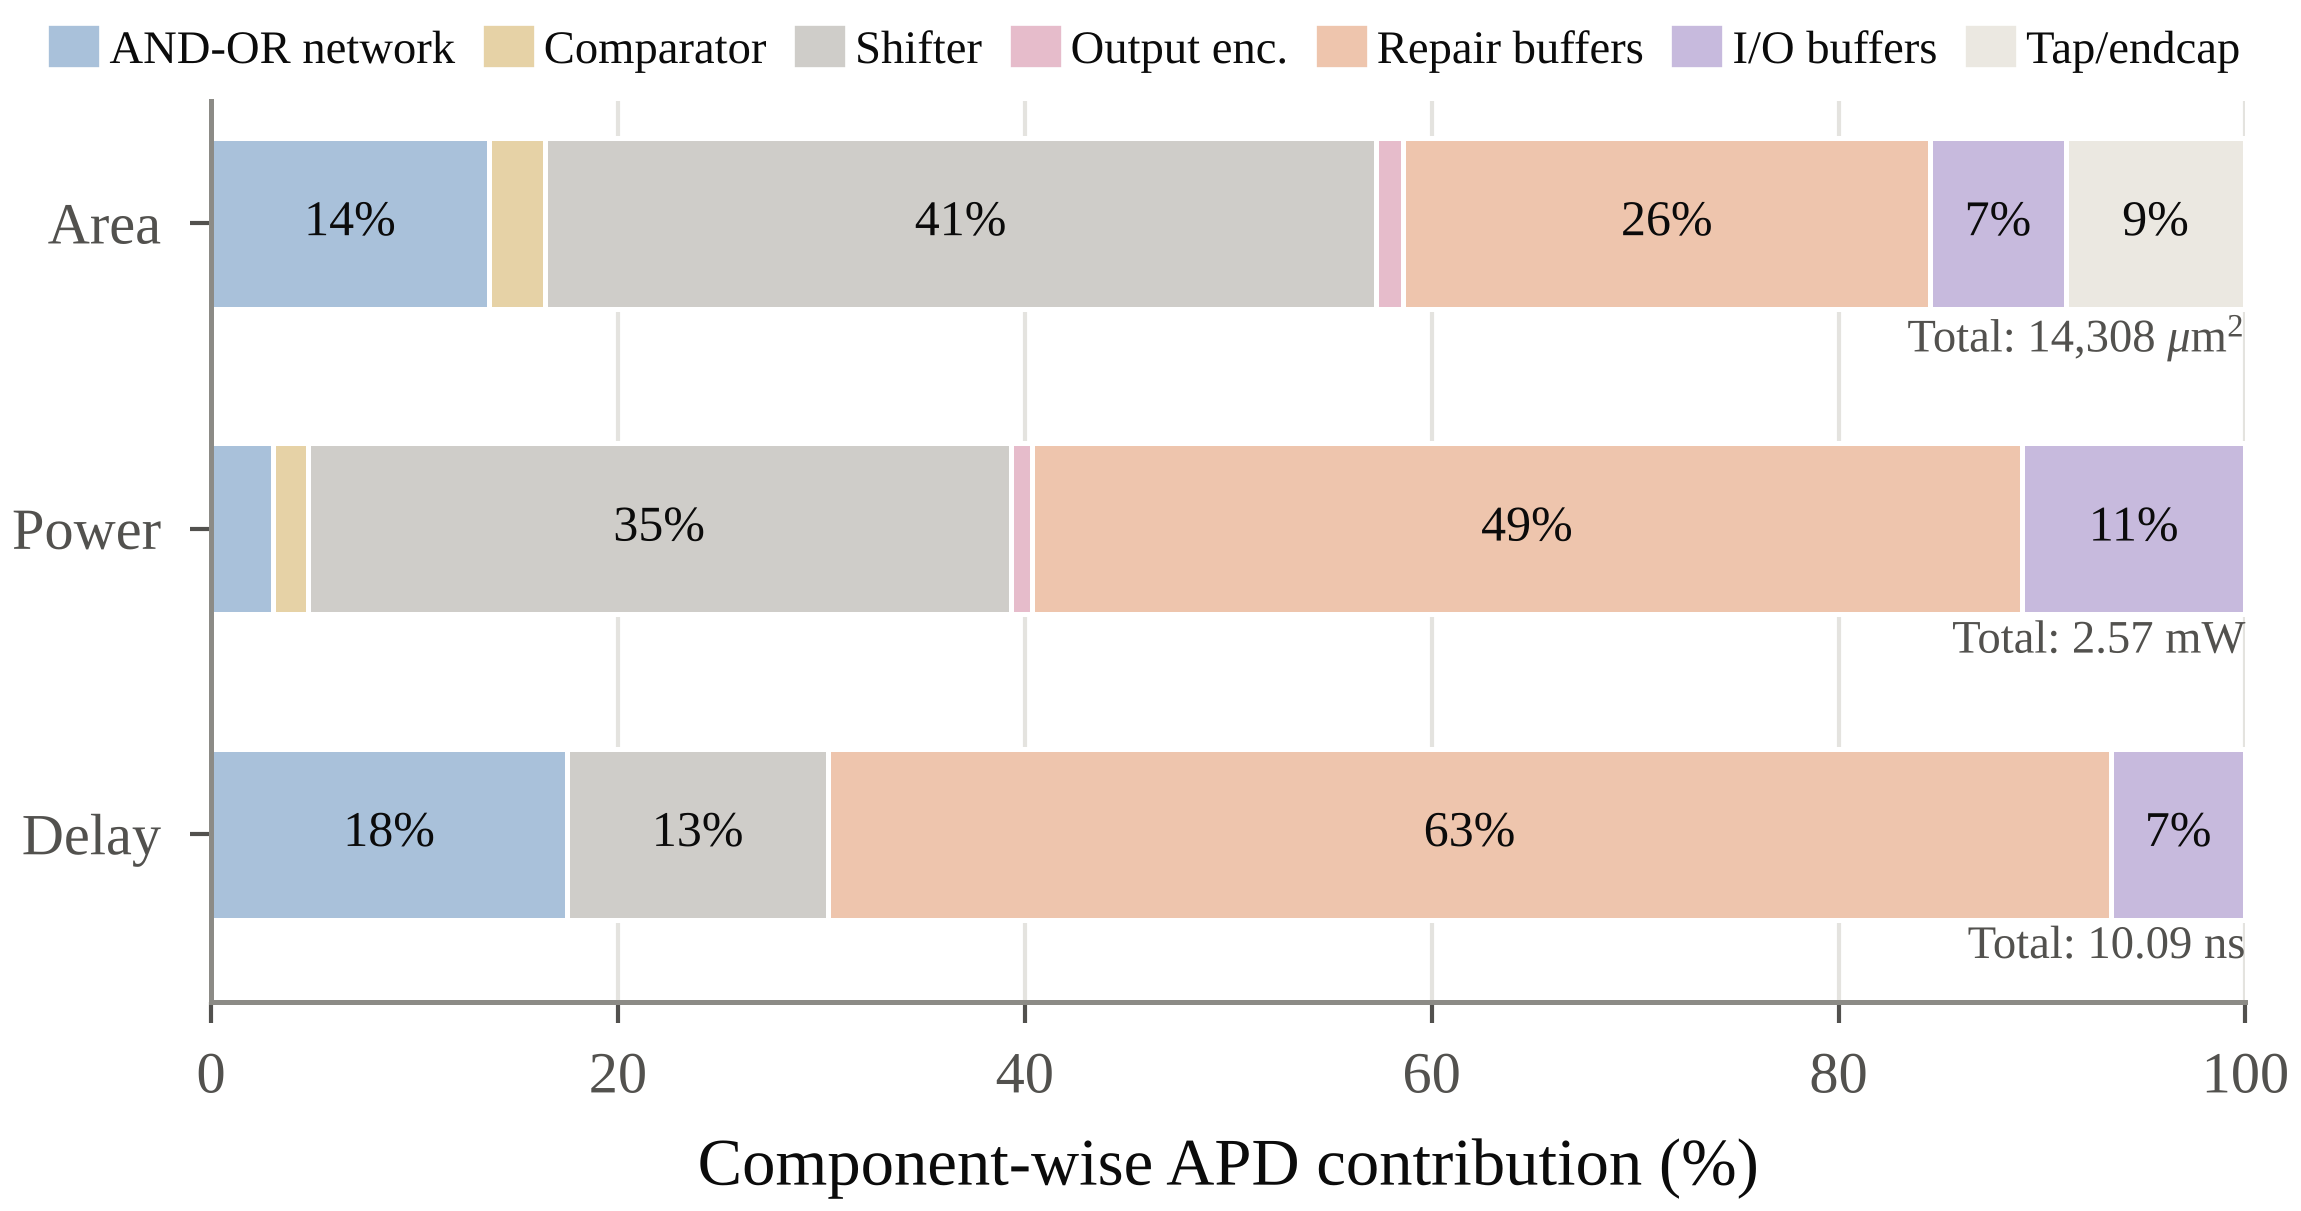 AND-OR network Comparator Shifter Output enc. Repair buffers I/O buffers Tap/endcap
Area 14% 41% 26% 7% 9%
Total: 14,308 μm²
Power 35% 49% 11%
Total: 2.57 mW
Delay 18% 13% 63% 7%
Total: 10.09 ns
0 20 40 60 80 100
Component-wise APD contribution (%)